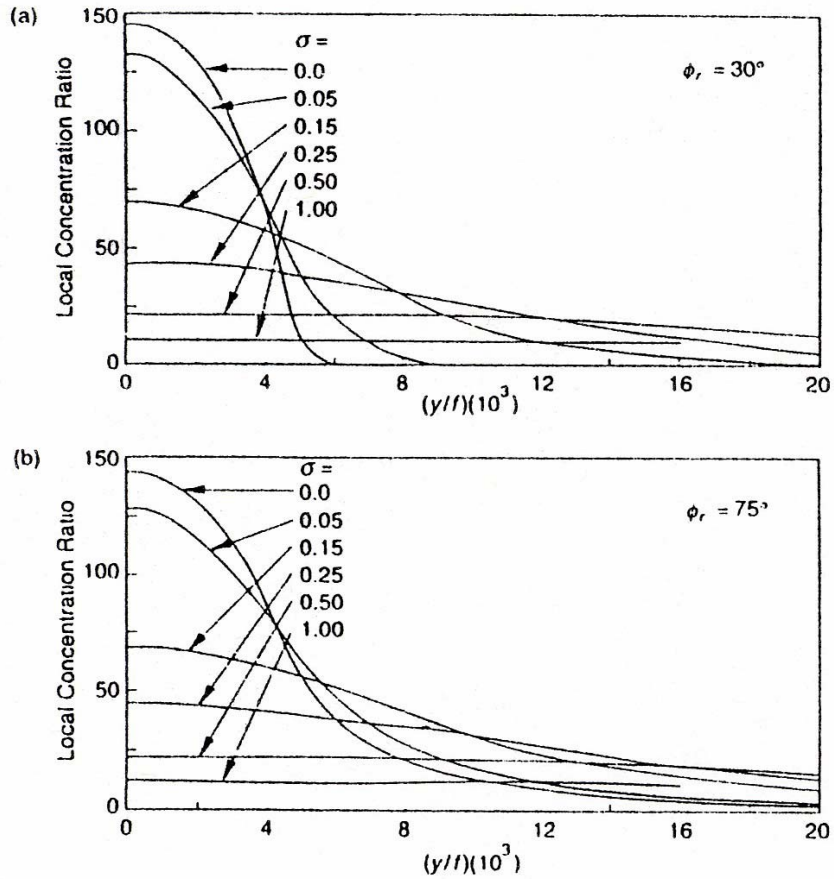 (a)
150
100
50
0
Local Concentration Ratio
σ =
0.0
0.05
0.15
0.25
0.50
1.00
ϕr = 30°
0 4 8 12 16 20
(y/f)(10³)
(b)
150
100
50
0
Local Concentration Ratio
σ =
0.0
0.05
0.15
0.25
0.50
1.00
ϕr = 75°
0 4 8 12 16 20
(y/f)(10³)